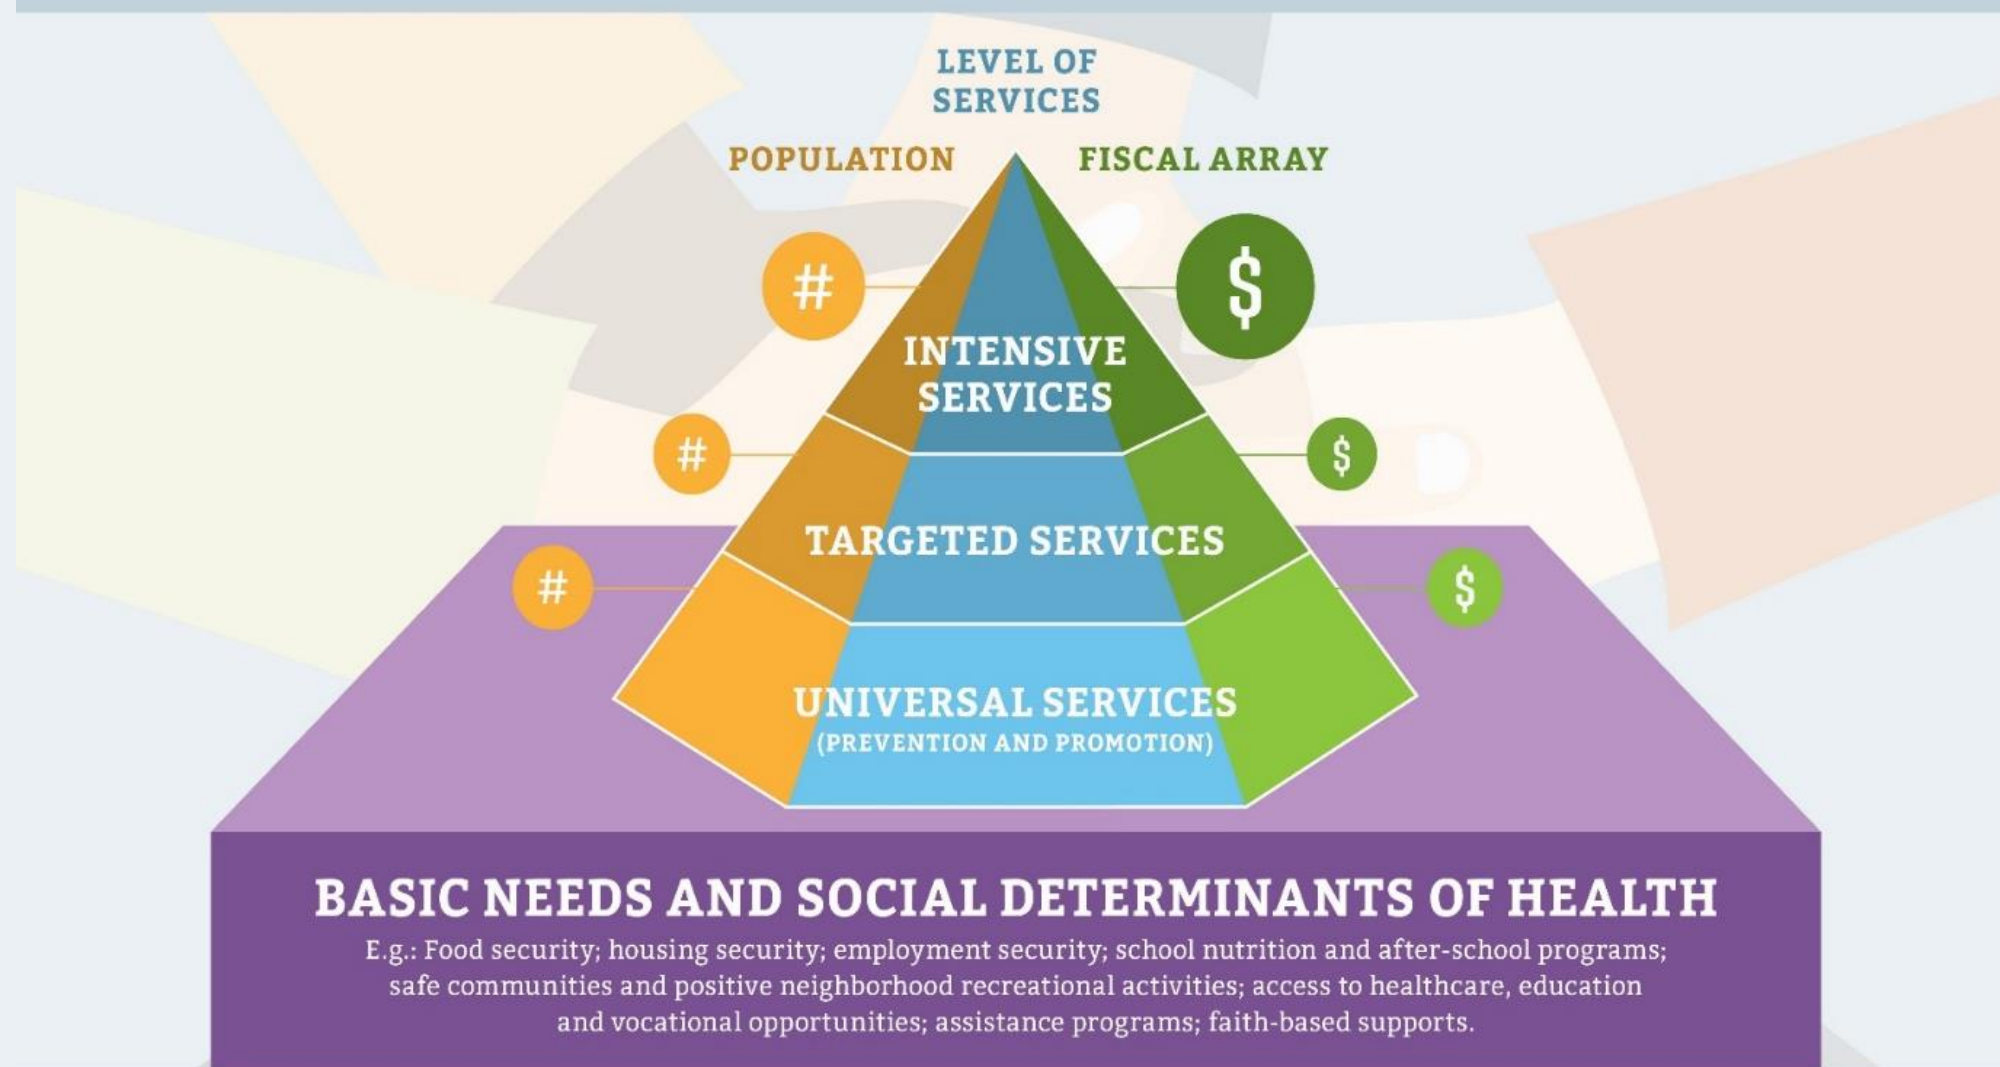 LEVEL OF
SERVICES
POPULATION
FISCAL ARRAY
#
$
INTENSIVE
SERVICES
#
$
TARGETED SERVICES
#
$
UNIVERSAL SERVICES
(PREVENTION AND PROMOTION)
BASIC NEEDS AND SOCIAL DETERMINANTS OF HEALTH
E.g.: Food security; housing security; employment security; school nutrition and after-school programs;
safe communities and positive neighborhood recreational activities; access to healthcare, education
and vocational opportunities; assistance programs; faith-based supports.